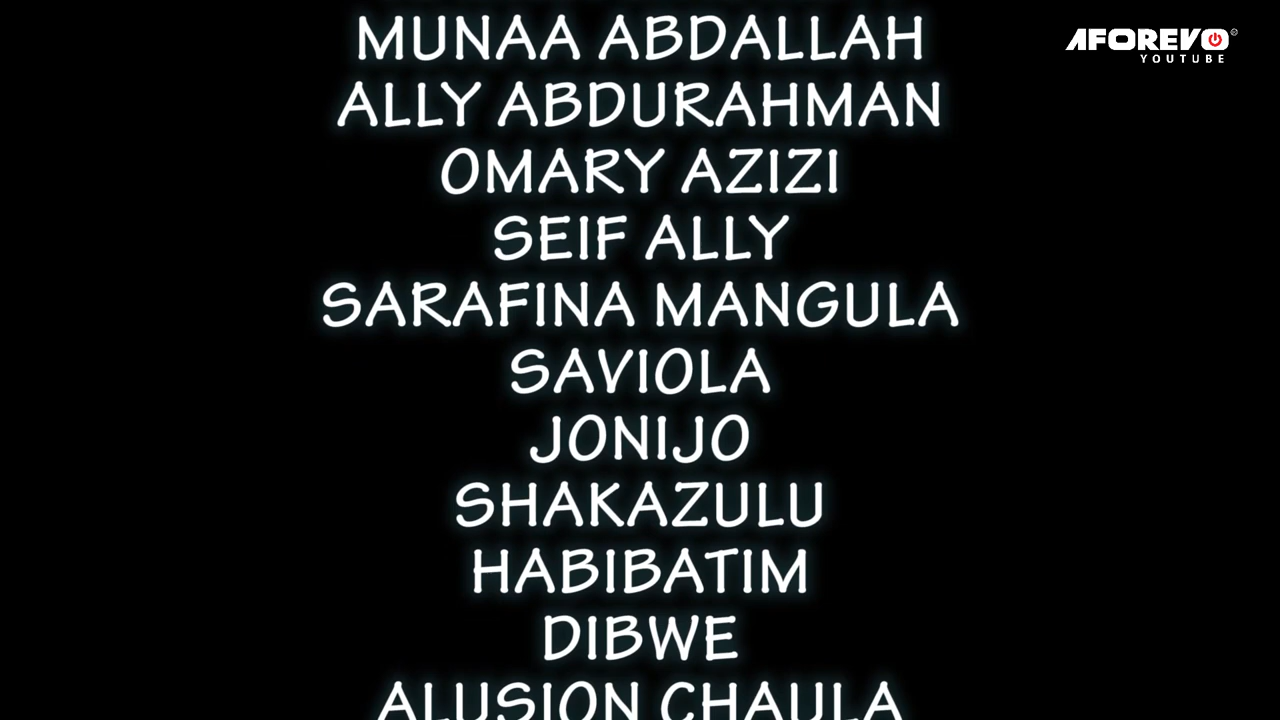 MUNAA ABDALLAH
AFOREVO
YOUTUBE
ALLY ABDURAHMAN
OMARY AZIZI
SEIF ALLY
SARAFINA MANGULA
SAVIOLA
JONIJO
SHAKAZULU
HABIBATIM
DIBWE
ALUSION CHAULA